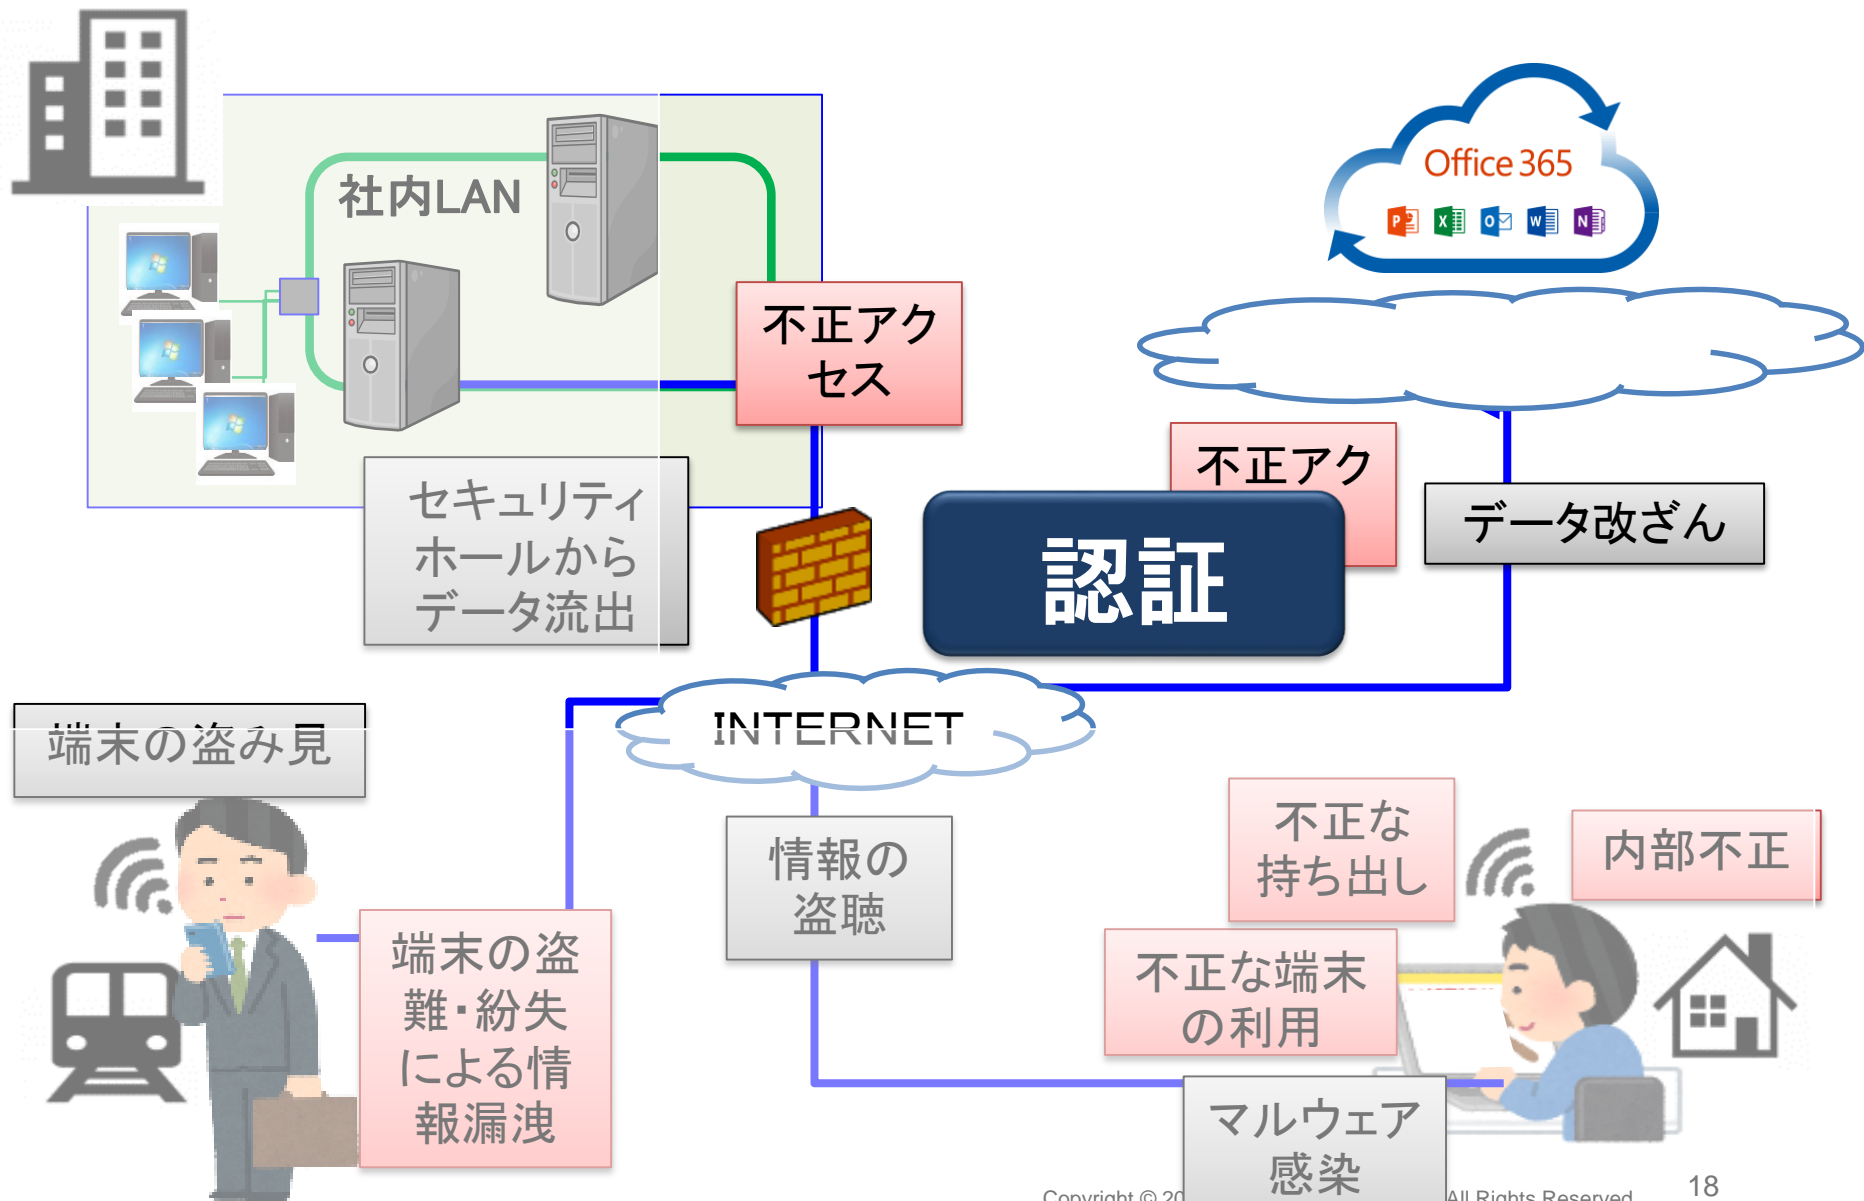 社内LAN
Office 365
不正アク
セス
不正アク
認証
データ改ざん
セキュリティ
ホールから
データ流出
INTERNET
端末の盗み見
情報の
盗聴
不正な
持ち出し
内部不正
端末の盗
難・紛失
による情
報漏洩
不正な端末
の利用
マルウェア
感染
Copyright © 20
All Rights Reserved
18